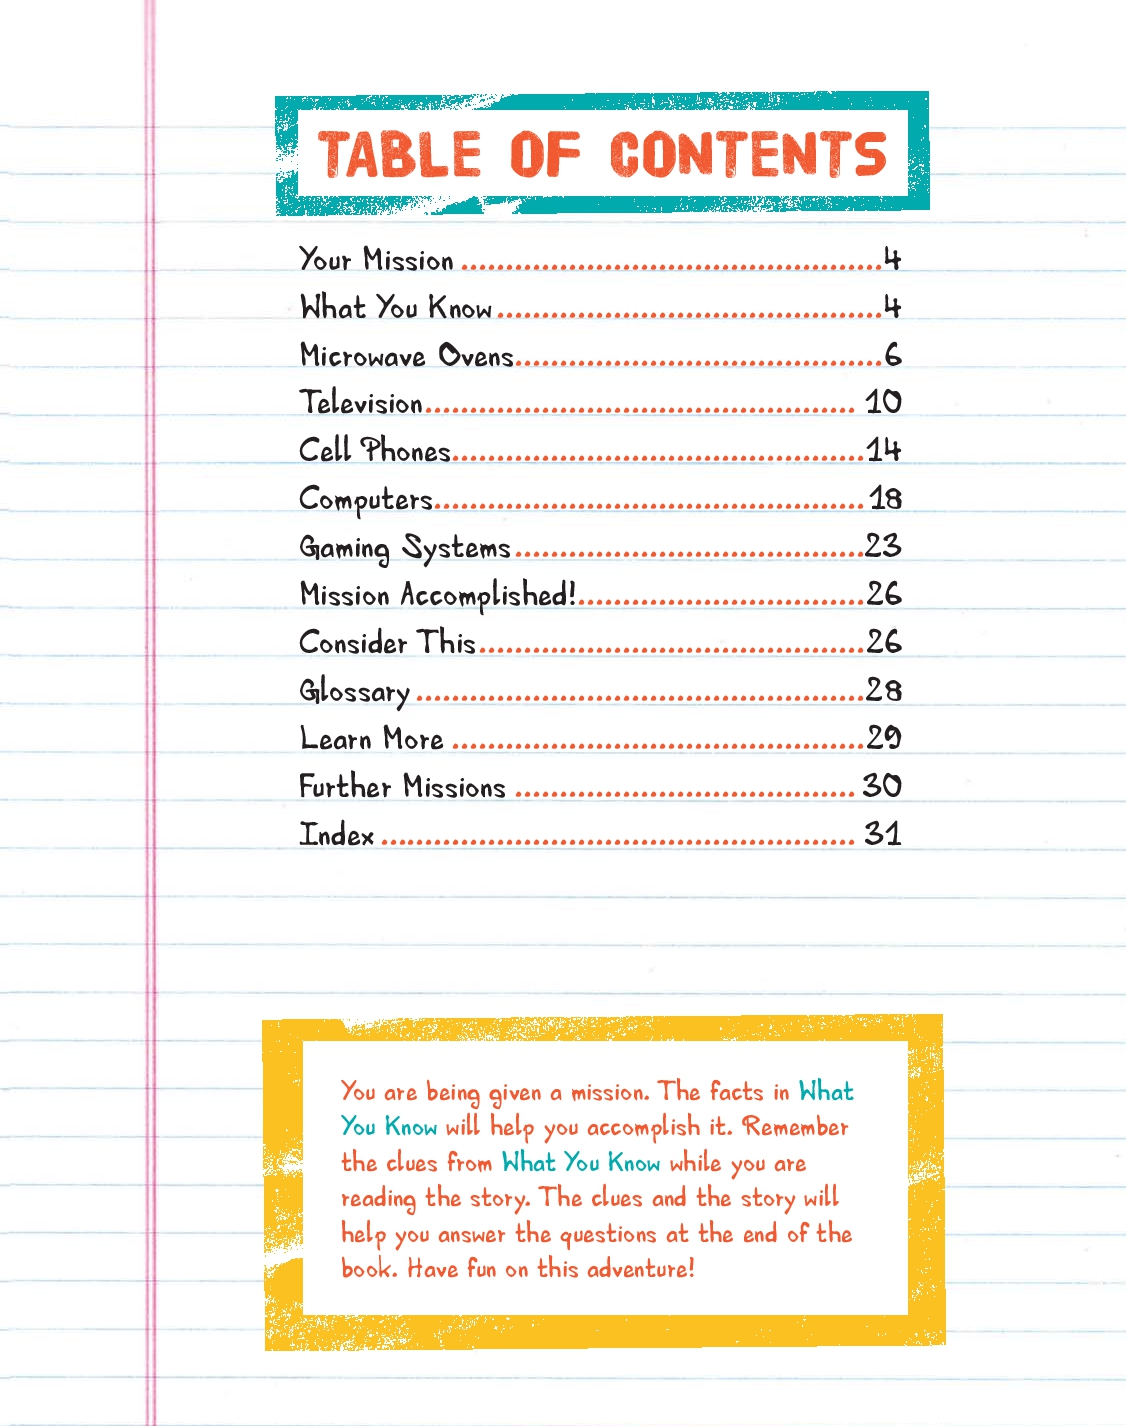 TABLE OF CONTENTS
Your Mission ................................................4
What You Know............................................4
Microwave Ovens..........................................6
Television.................................................. 10
Cell Phones................................................14
Computers.................................................. 18
Gaming Systems.........................................23
Mission Accomplished!.................................26
Consider This.............................................26
Glossary ....................................................28
Learn More ................................................29
Further Missions ........................................ 30
Index ........................................................ 31
You are being given a mission. The facts in What
You Know will help you accomplish it. Remember
the clues from What You Know while you are
reading the story. The clues and the story will
help you answer the questions at the end of the
book. Have fun on this adventure!